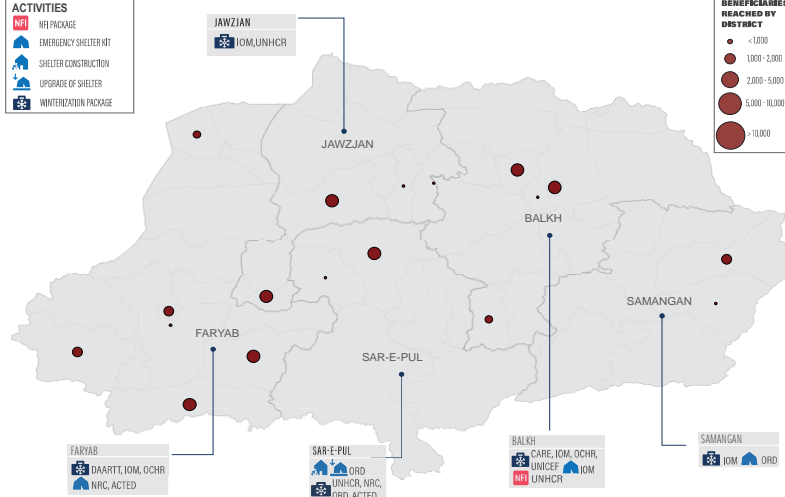 ACTIVITIES
NFI NFI PACKAGE
EMERGENCY SHELTER KIT
SHELTER CONSTRUCTION
UPGRADE OF SHELTER
WINTERIZATION PACKAGE
JAWZJAN
IOM,UNHCR
BENEFICIARIES
REACHED BY
DISTRICT
<1,000
1,000 - 2,000
2,000 - 5,000
5,000 - 10,000
>10,000
JAWZJAN
BALKH
SAMANGAN
FARYAB
SAR-E-PUL
FARYAB
DAARTT, IOM, OCHR
NRC, ACTED
SAR-E-PUL
ORD
UNHCR, NRC,
ORD, ACTED
BALKH
CARE, IOM, OCHR,
UNICEF
IOM
NFI UNHCR
SAMANGAN
IOM ORD